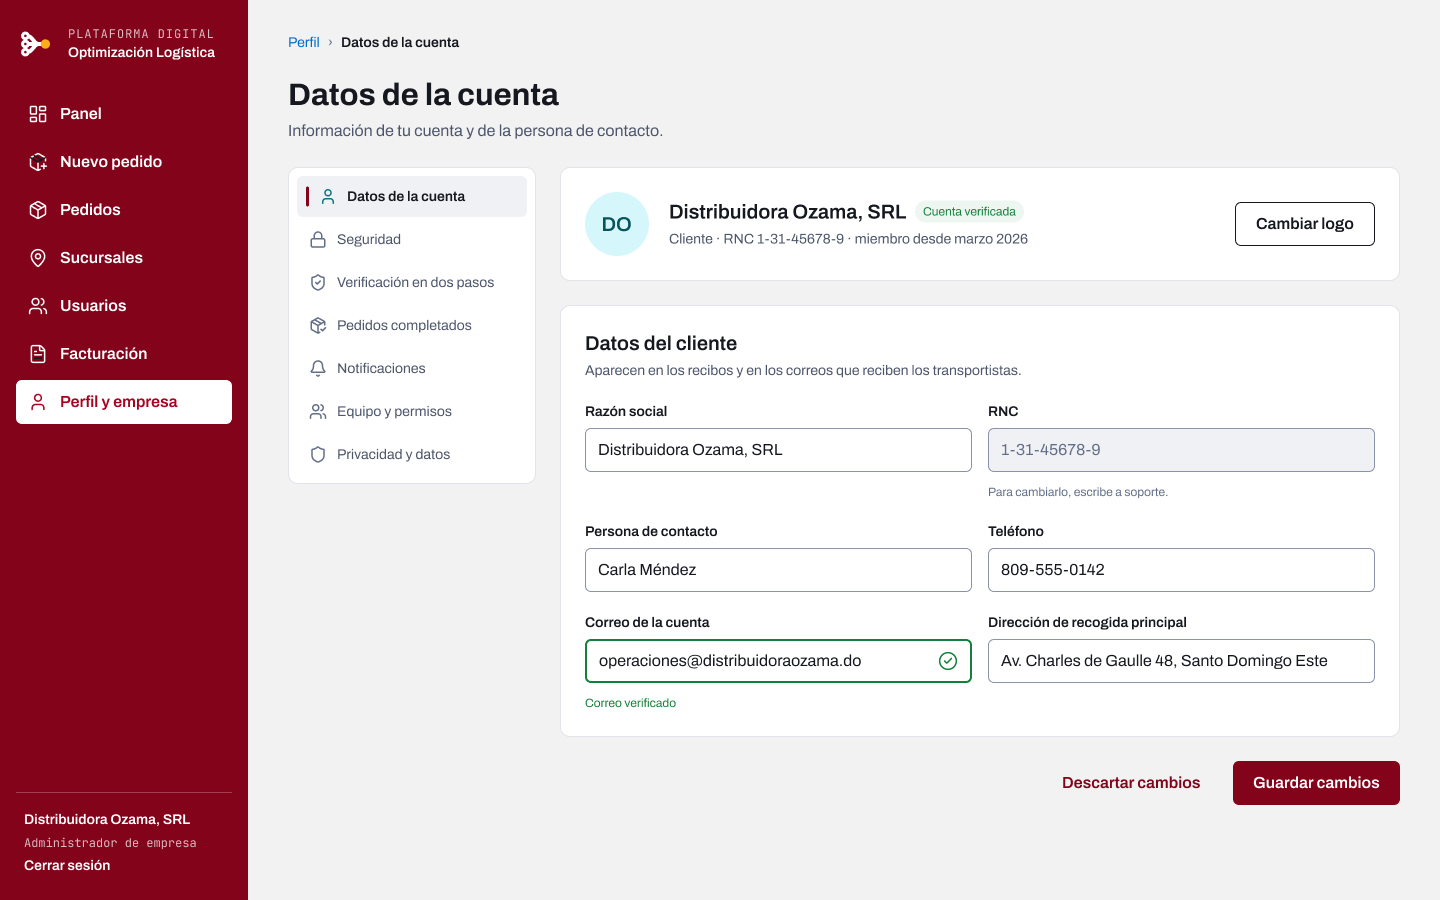 PLATAFORMA DIGITAL
Optimización Logística
Panel
Nuevo pedido
Pedidos
Sucursales
Usuarios
Facturación
Perfil y empresa
Distribuidora Ozama, SRL
Administrador de empresa
Cerrar sesión
Perfil › Datos de la cuenta
Datos de la cuenta
Información de tu cuenta y de la persona de contacto.
Datos de la cuenta
Seguridad
Verificación en dos pasos
Pedidos completados
Notificaciones
Equipo y permisos
Privacidad y datos
DO
Distribuidora Ozama, SRL Cuenta verificada
Cliente · RNC 1-31-45678-9 · miembro desde marzo 2026
Cambiar logo
Datos del cliente
Aparecen en los recibos y en los correos que reciben los transportistas.
Razón social
Distribuidora Ozama, SRL
RNC
1-31-45678-9
Para cambiarlo, escribe a soporte.
Persona de contacto
Carla Méndez
Teléfono
809-555-0142
Correo de la cuenta
operaciones@distribuidoraozama.do
Correo verificado
Dirección de recogida principal
Av. Charles de Gaulle 48, Santo Domingo Este
Descartar cambios
Guardar cambios